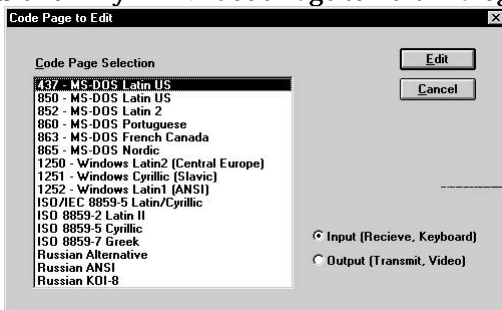 Code Page to Edit
Code Page Selection
437 - MS-DOS Latin US
850 - MS-DOS Latin US
852 - MS-DOS Latin 2
860 - MS-DOS Portuguese
863 - MS-DOS French Canada
865 - MS-DOS Nordic
1250 - Windows Latin2 (Central Europe)
1251 - Windows Cyrillic (Slavic)
1252 - Windows Latin1 (ANSI)
ISO/IEC 8859-5 Latin/Cyrillic
ISO 8859-2 Latin II
ISO 8859-5 Cyrillic
ISO 8859-7 Greek
Russian Alternative
Russian ANSI
Russian KOI-8
Edit
Cancel
Input (Recieve, Keyboard)
Output (Transmit, Video)